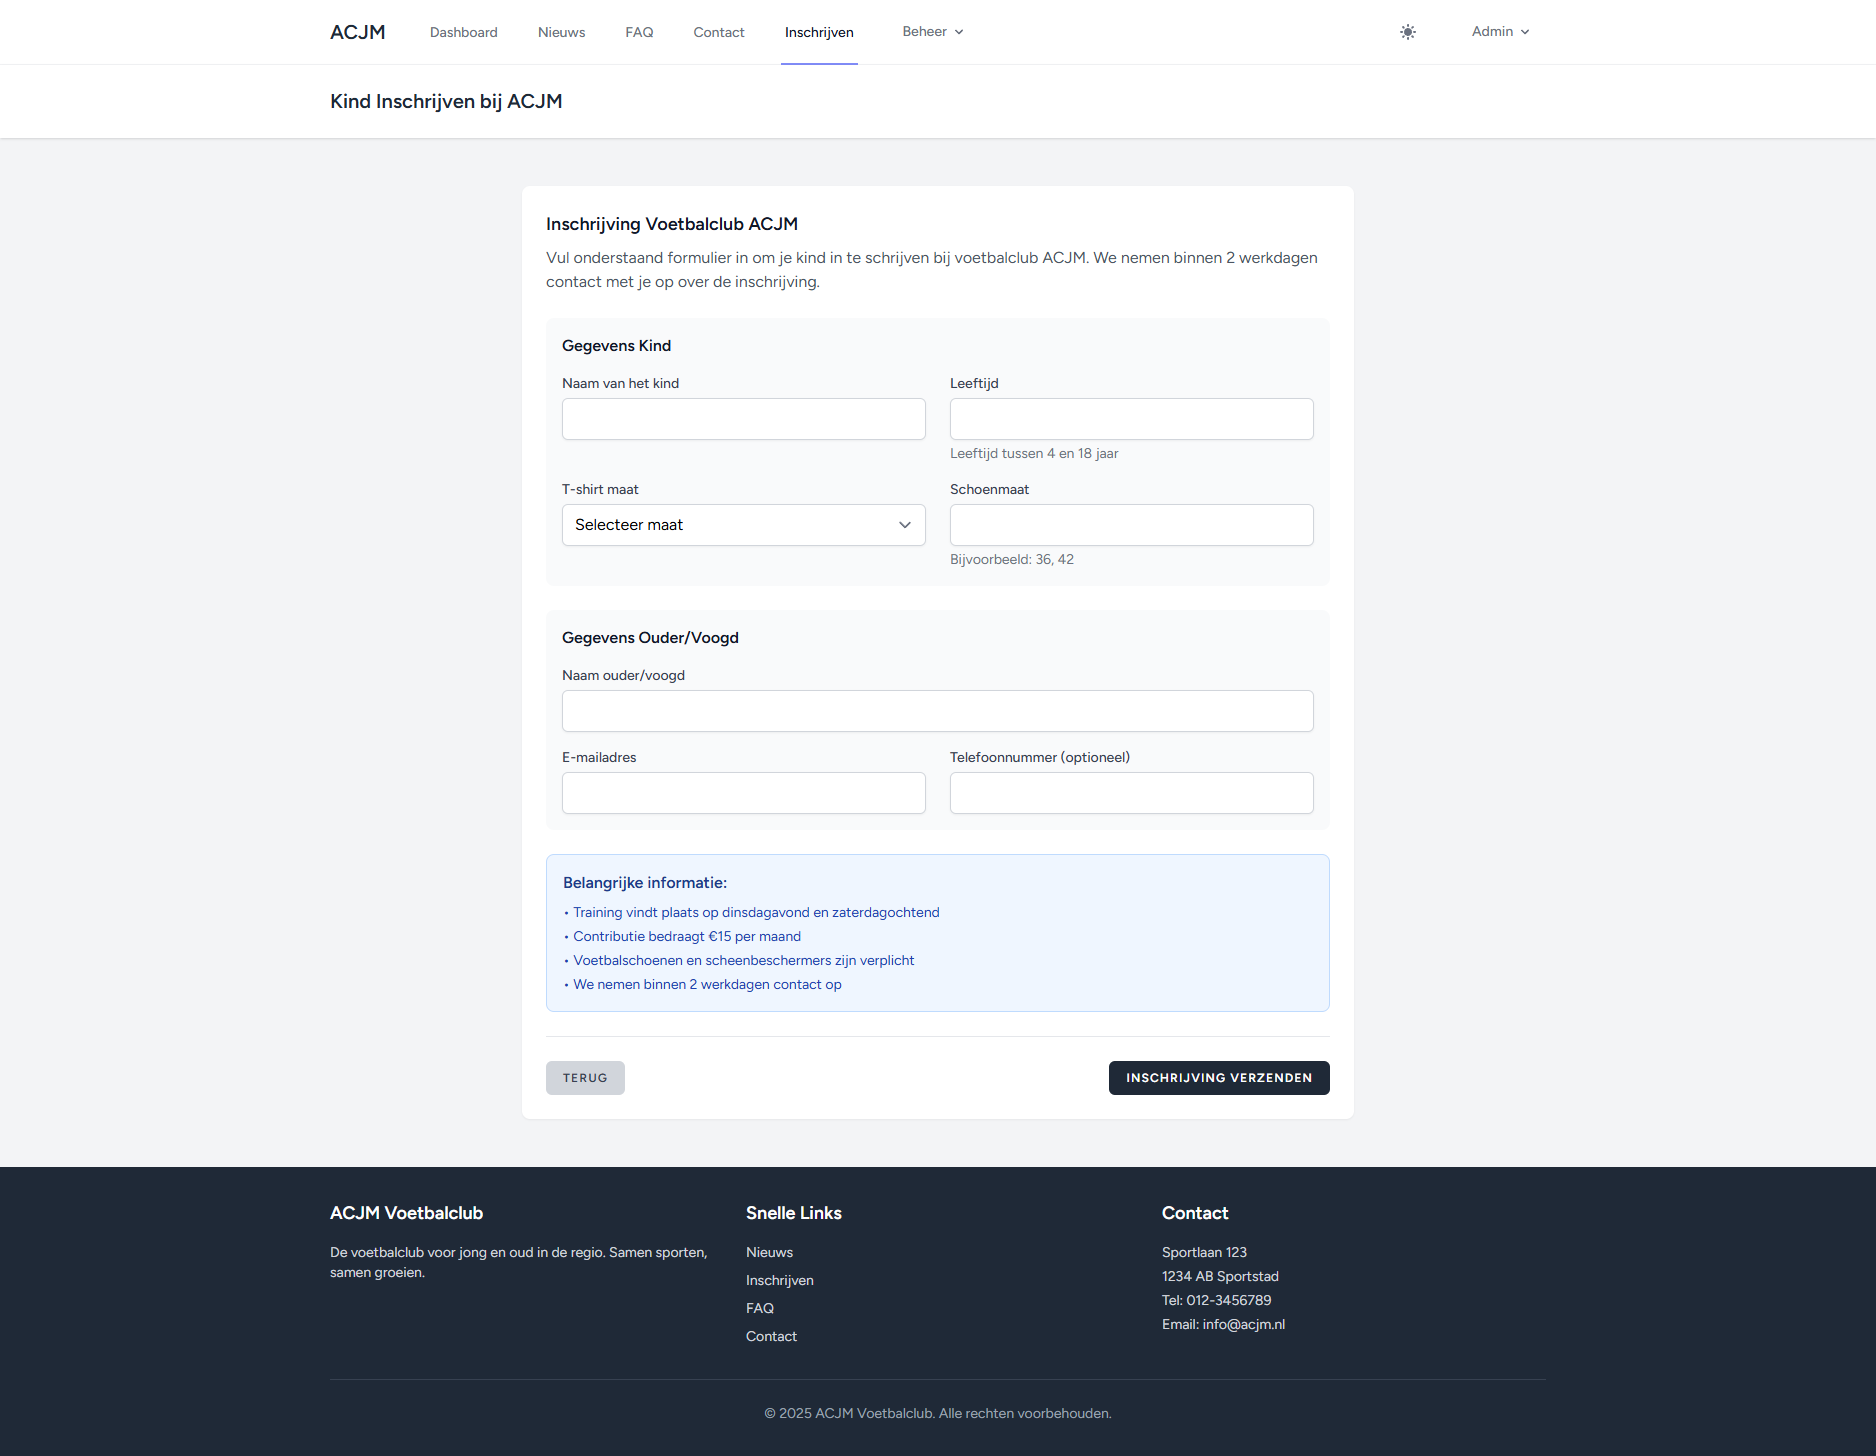 ACJM
Dashboard
Nieuws
FAQ
Contact
Inschrijven
Beheer
Admin
Kind Inschrijven bij ACJM
Inschrijving Voetbalclub ACJM
Vul onderstaand formulier in om je kind in te schrijven bij voetbalclub ACJM. We nemen binnen 2 werkdagen
contact met je op over de inschrijving.
Gegevens Kind
Naam van het kind
Leeftijd
Leeftijd tussen 4 en 18 jaar
T-shirt maat
Selecteer maat
Schoenmaat
Bijvoorbeeld: 36, 42
Gegevens Ouder/Voogd
Naam ouder/voogd
E-mailadres
Telefoonnummer (optioneel)
Belangrijke informatie:
• Training vindt plaats op dinsdagavond en zaterdagochtend
• Contributie bedraagt €15 per maand
• Voetbalschoenen en scheenbeschermers zijn verplicht
• We nemen binnen 2 werkdagen contact op
TERUG
INSCHRIJVING VERZENDEN
ACJM Voetbalclub
De voetbalclub voor jong en oud in de regio. Samen sporten,
samen groeien.
Snelle Links
Nieuws
Inschrijven
FAQ
Contact
Contact
Sportlaan 123
1234 AB Sportstad
Tel: 012-3456789
Email: info@acjm.nl
© 2025 ACJM Voetbalclub. Alle rechten voorbehouden.